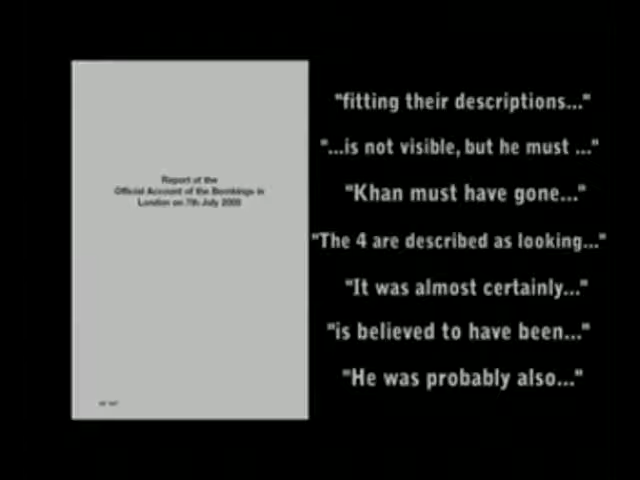 Report of the
Official Account of the Bombings in
London on 7th July 2005
"fitting their descriptions..."
"...is not visible, but he must ..."
"Khan must have gone..."
"The 4 are described as looking..."
"It was almost certainly..."
"is believed to have been..."
"He was probably also..."